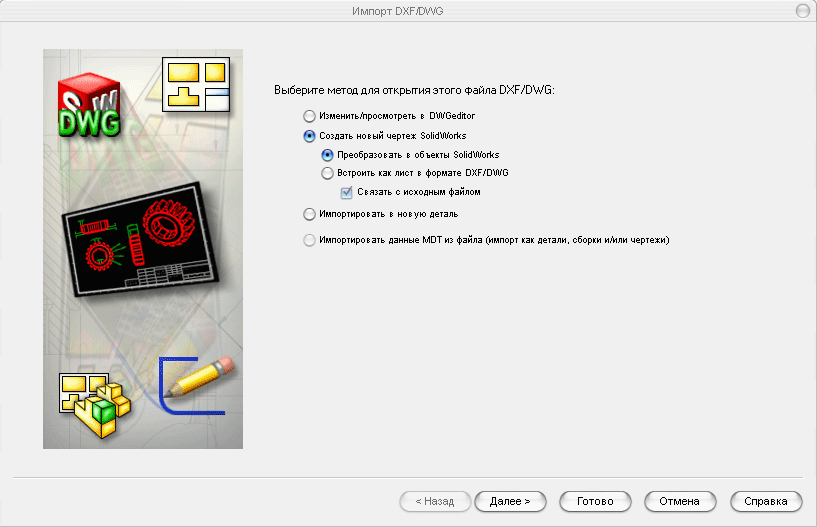 Импорт DXF/DWG
SW
DWG
Выберите метод для открытия этого файла DXF/DWG:
Изменить/просмотреть в DWGeditor
Создать новый чертеж SolidWorks
Преобразовать в объекты SolidWorks
Встроить как лист в формате DXF/DWG
Связать с исходным файлом
Импортировать в новую деталь
Импортировать данные MDT из файла (импорт как детали, сборки и/или чертежи)
< Назад
Далее >
Готово
Отмена
Справка